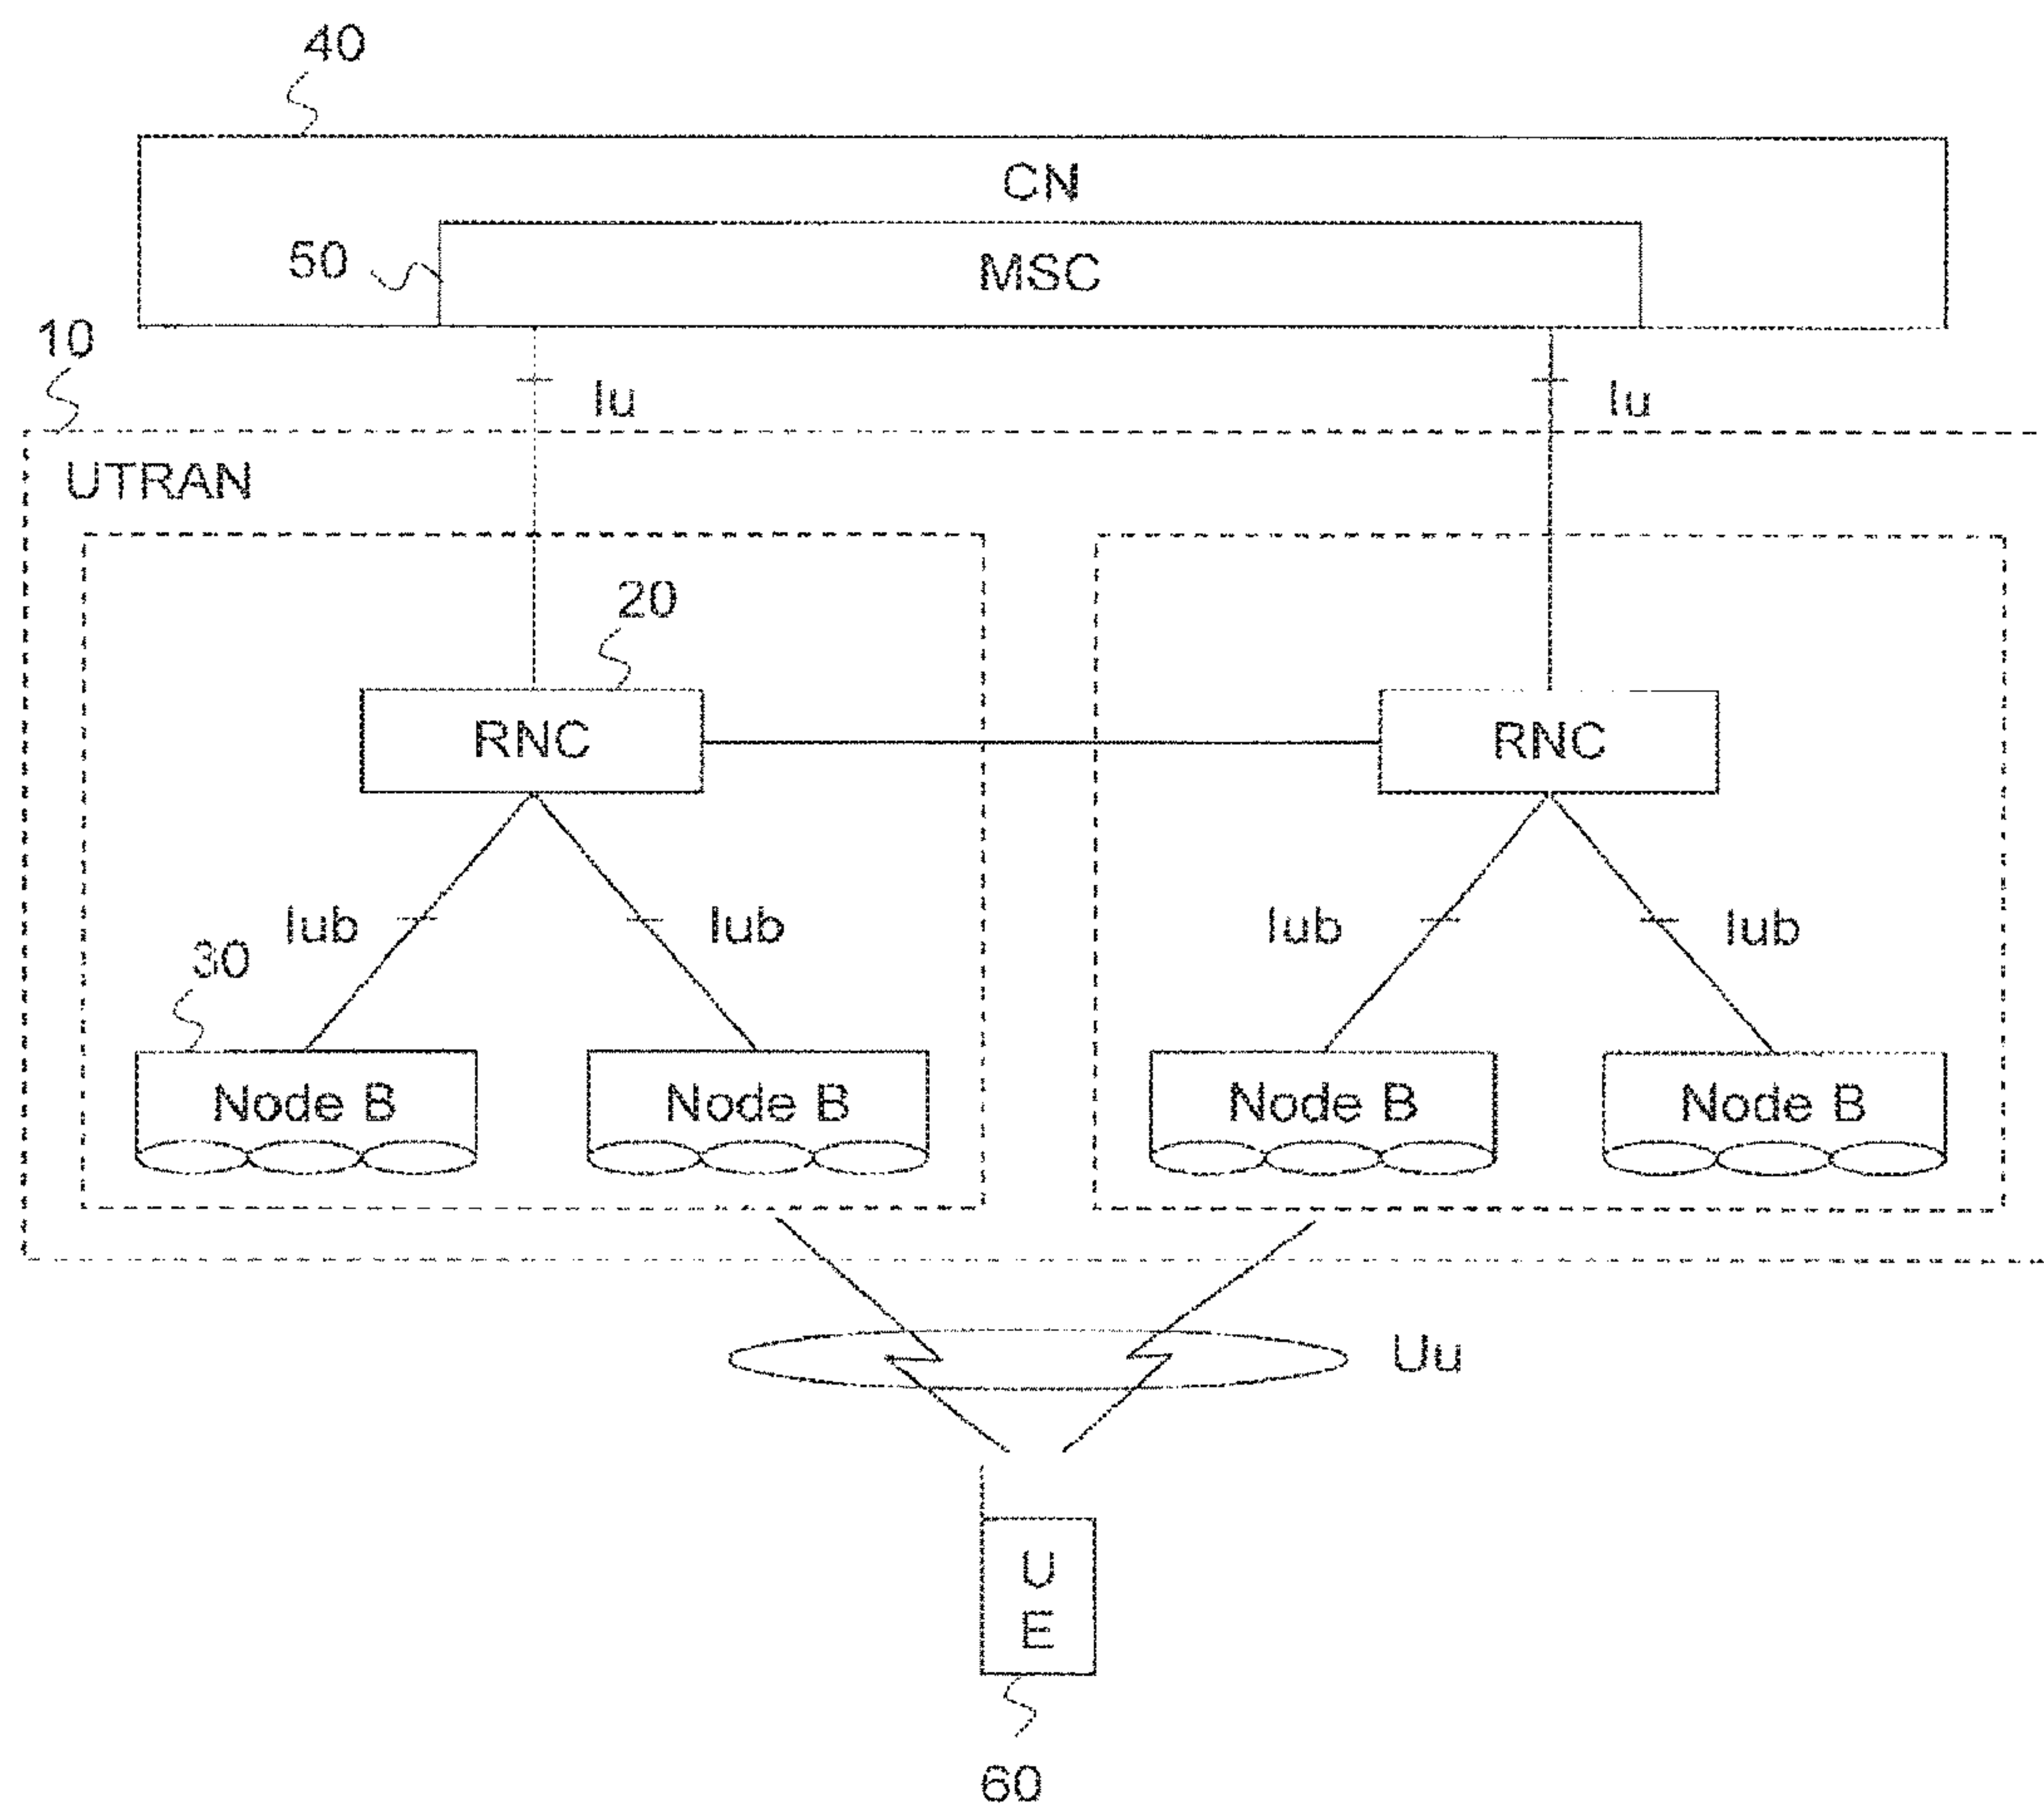 40
CN
50
MSC
10
Iu
Iu
UTRAN
20
RNC
RNC
Iub
Iub
Iub
Iub
30
Node B
Node B
Node B
Node B
Uu
U
E
60